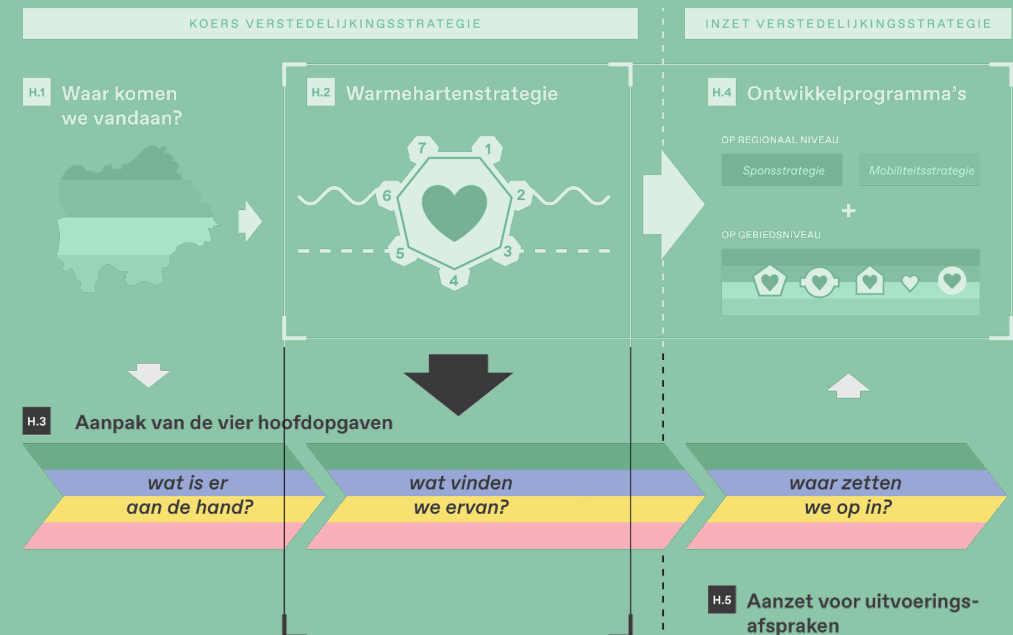 KOERS VERSTEDELIJKINGSSTRATEGIE
INZET VERSTEDELIJKINGSSTRATEGIE
H.1 Waar komen
we vandaan?
H.2 Warmehartenstrategie
7
1
6
2
5
3
4
H.4 Ontwikkelprogramma's
OP REGIONAAL NIVEAU
Sponsstrategie
Mobiliteitsstrategie
+
OP GEBIEDSNIVEAU
H.3 Aanpak van de vier hoofdopgaven
wat is er
aan de hand?
wat vinden
we ervan?
waar zetten
we op in?
H.5 Aanzet voor uitvoerings-
afspraken